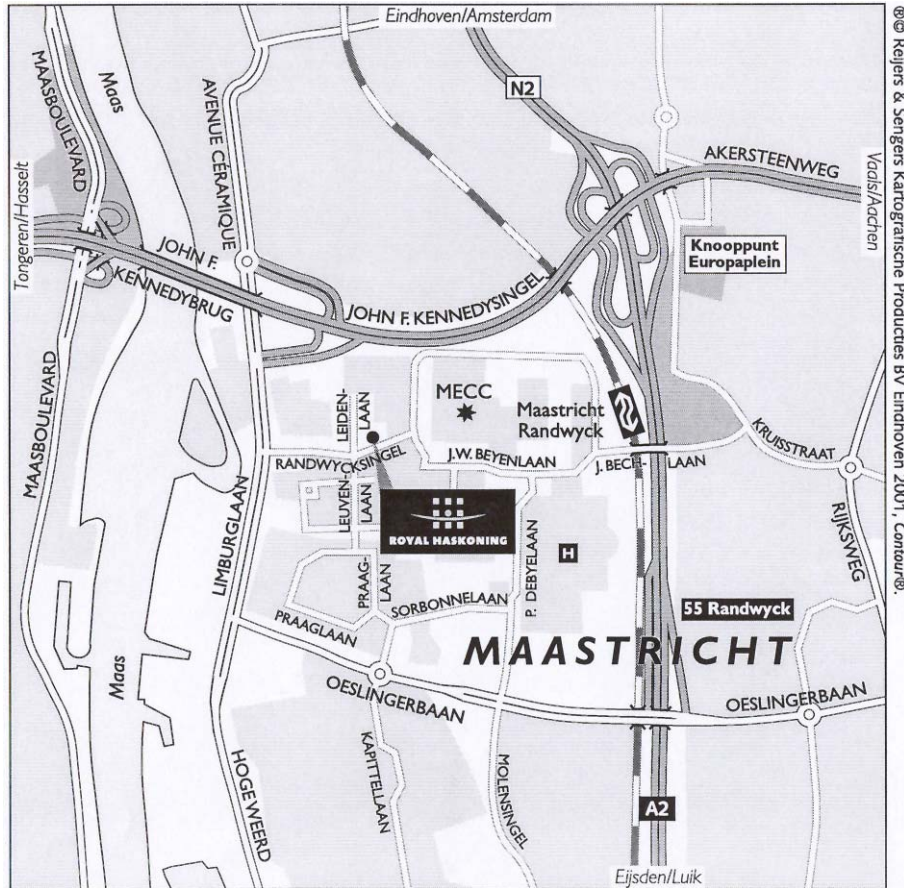 Eindhoven/Amsterdam
MAASBOULEVARD
Maas
AVENUE CÉRAMIQUE
N2
AKERSTEENWEG
Vaals/Aachen
Tongeren/Hasselt
Knooppunt
Europaplein
JOHN F.
KENNEDYBRUG
JOHN F. KENNEDYSINGEL
MAASBOULEVARD
LIMBURGLAAN
LEIDEN-
LAAN
MECC
Maastricht
Randwyck
KRUISSTRAAT
RANDWYCKSINGEL
J.W. BEYENLAAN
J. BECH-LAAN
LEUVEN-
LAAN
ROYAL HASKONING
H
P. DEBYELAAN
RIJKSWEG
PRAAG-
LAAN
SORBONNELAAN
PRAAGLAAN
55 Randwyck
MAASTRICHT
Maas
OESLINGERBAAN
OESLINGERBAAN
HOGE WEERD
KAPITTELLAAN
MOLENSINGEL
A2
Eijsden/Luik
®© Reijers & Sengers Kartografische Producties BV Eindhoven 2001, Contour®.